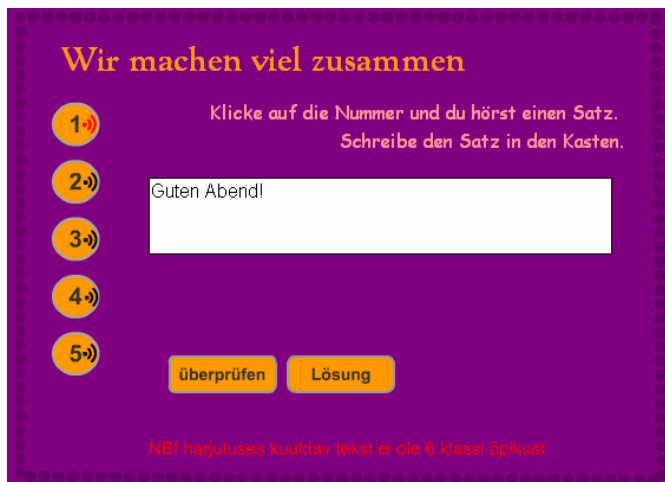 Wir machen viel zusammen
Klicke auf die Nummer und du hörst einen Satz.
Schreibe den Satz in den Kasten.
1
2
Guten Abend!
3
4
5
überprüfen Lösung
NB! harjutuses kuuldav tekst ei ole 6.klassi õpikust